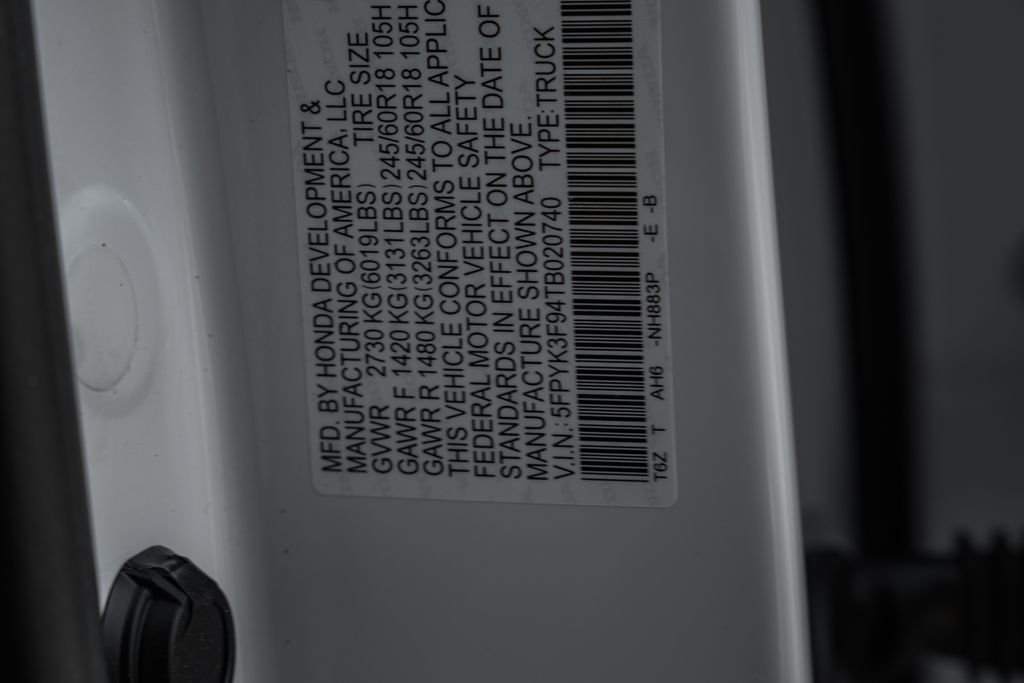 MFD. BY HONDA DEVELOPMENT &
MANUFACTURING OF AMERICA, LLC
GVWR 2730 KG(6019LBS) TIRE SIZE
GAWR F 1420 KG(3131LBS)245/60R18 105H
GAWR R 1480 KG(3263LBS)245/60R18 105H
THIS VEHICLE CONFORMS TO ALL APPLIC
FEDERAL MOTOR VEHICLE SAFETY
STANDARDS IN EFFECT ON THE DATE OF
MANUFACTURE SHOWN ABOVE.
V.I.N.:5FPYK3F94TB020740 TYPE:TRUCK
T6Z T AH6 -NH883P -E -B